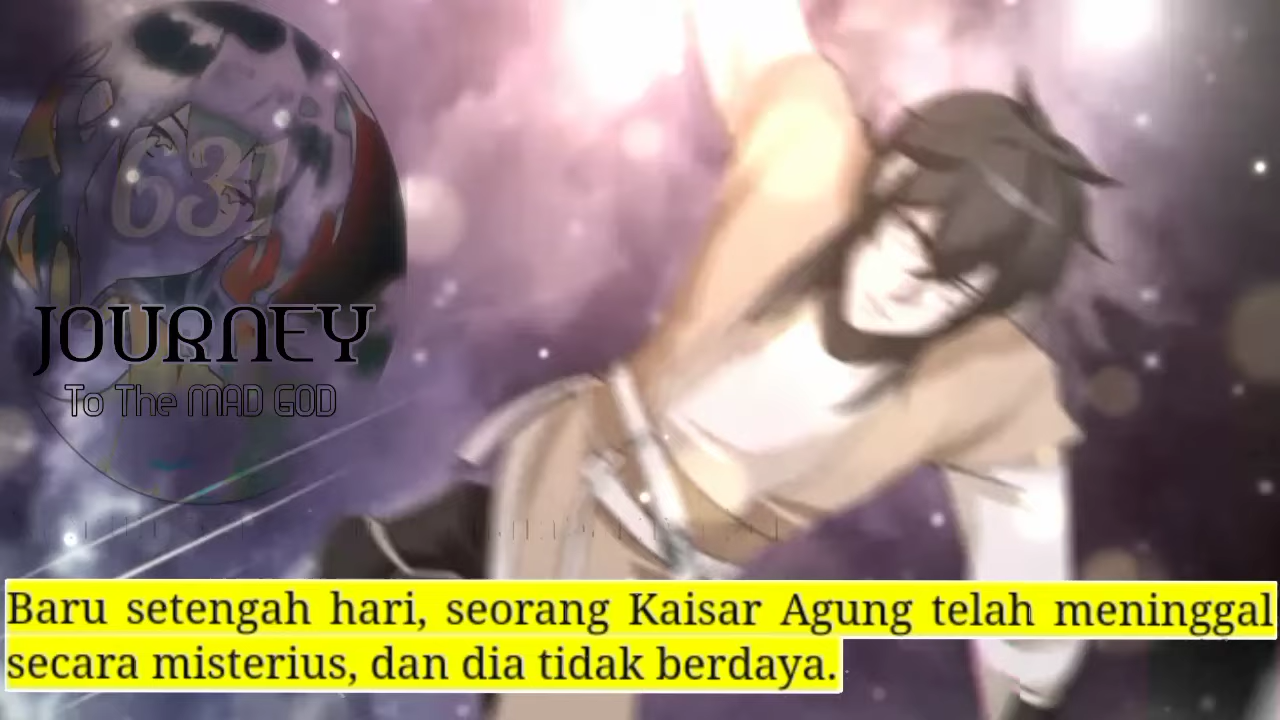 631
JOURNEY
To The MAD GOD
Baru setengah hari, seorang Kaisar Agung telah meninggal
secara misterius, dan dia tidak berdaya.